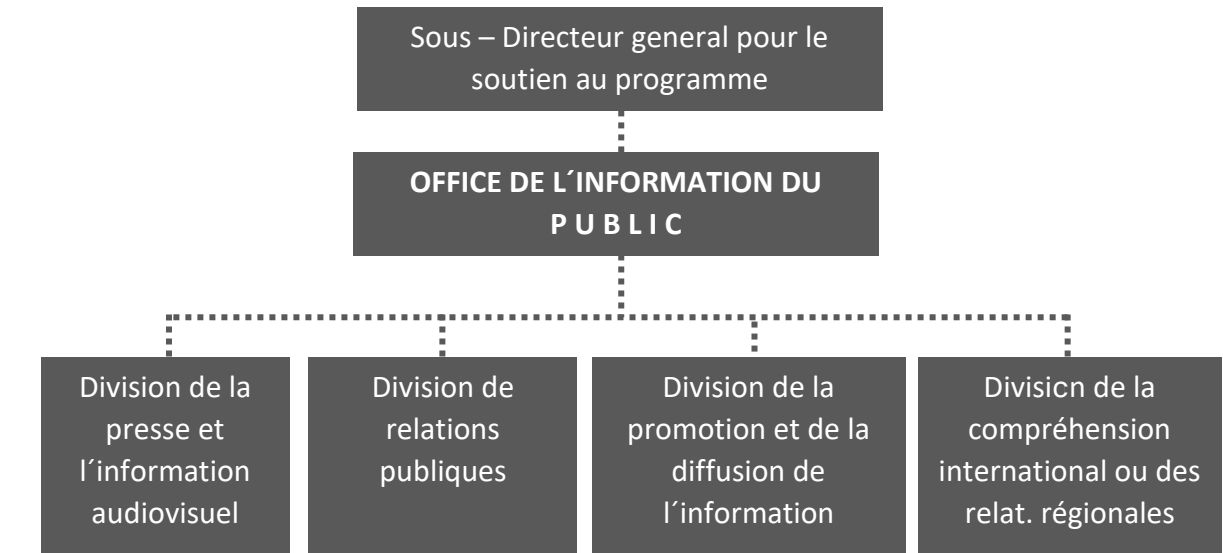 Sous – Directeur general pour le
soutien au programme
OFFICE DE L´INFORMATION DU
P U B L I C
Division de la
presse et
l´information
audiovisuel
Division de
relations
publiques
Division de la
promotion et de la
diffusion de
l´information
Divisicn de la
compréhension
international ou des
relat. régionales